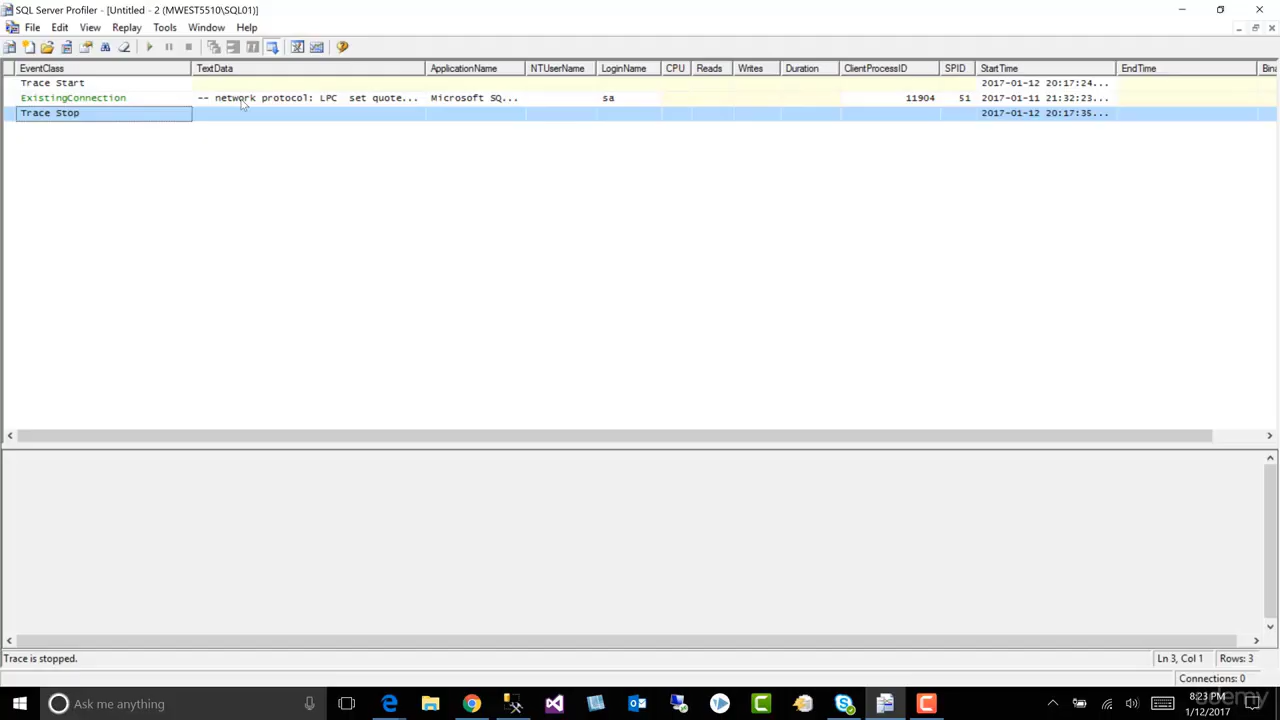 SQL Server Profiler - [Untitled - 2 (MWEST5510\SQL01)]
File Edit View Replay Tools Window Help
EventClass TextData ApplicationName NTUserName LoginName CPU Reads Writes Duration ClientProcessID SPID StartTime EndTime Bina
Trace Start 2017-01-12 20:17:24...
ExistingConnection -- network protocol: LPC set quote... Microsoft SQ... sa 11904 51 2017-01-11 21:32:23...
Trace Stop 2017-01-12 20:17:35...
Trace is stopped. Ln 3, Col 1 Rows: 3
Connections: 0
Ask me anything
8:23 PM
1/12/2017
udemy